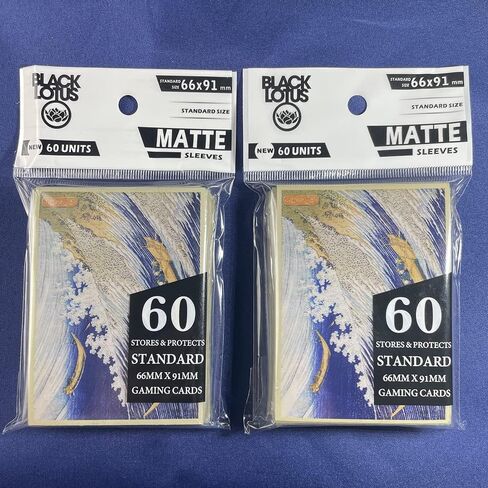 BLACK
LOTUS
STANDARD
SIZE 66x91 mm
STANDARD SIZE
NEW 60 UNITS
MATTE
SLEEVES
60
STORES & PROTECTS
STANDARD
66MM X 91MM
GAMING CARDS
BLACK
LOTUS
STANDARD
SIZE 66x91 mm
STANDARD SIZE
NEW 60 UNITS
MATTE
SLEEVES
60
STORES & PROTECTS
STANDARD
66MM X 91MM
GAMING CARDS